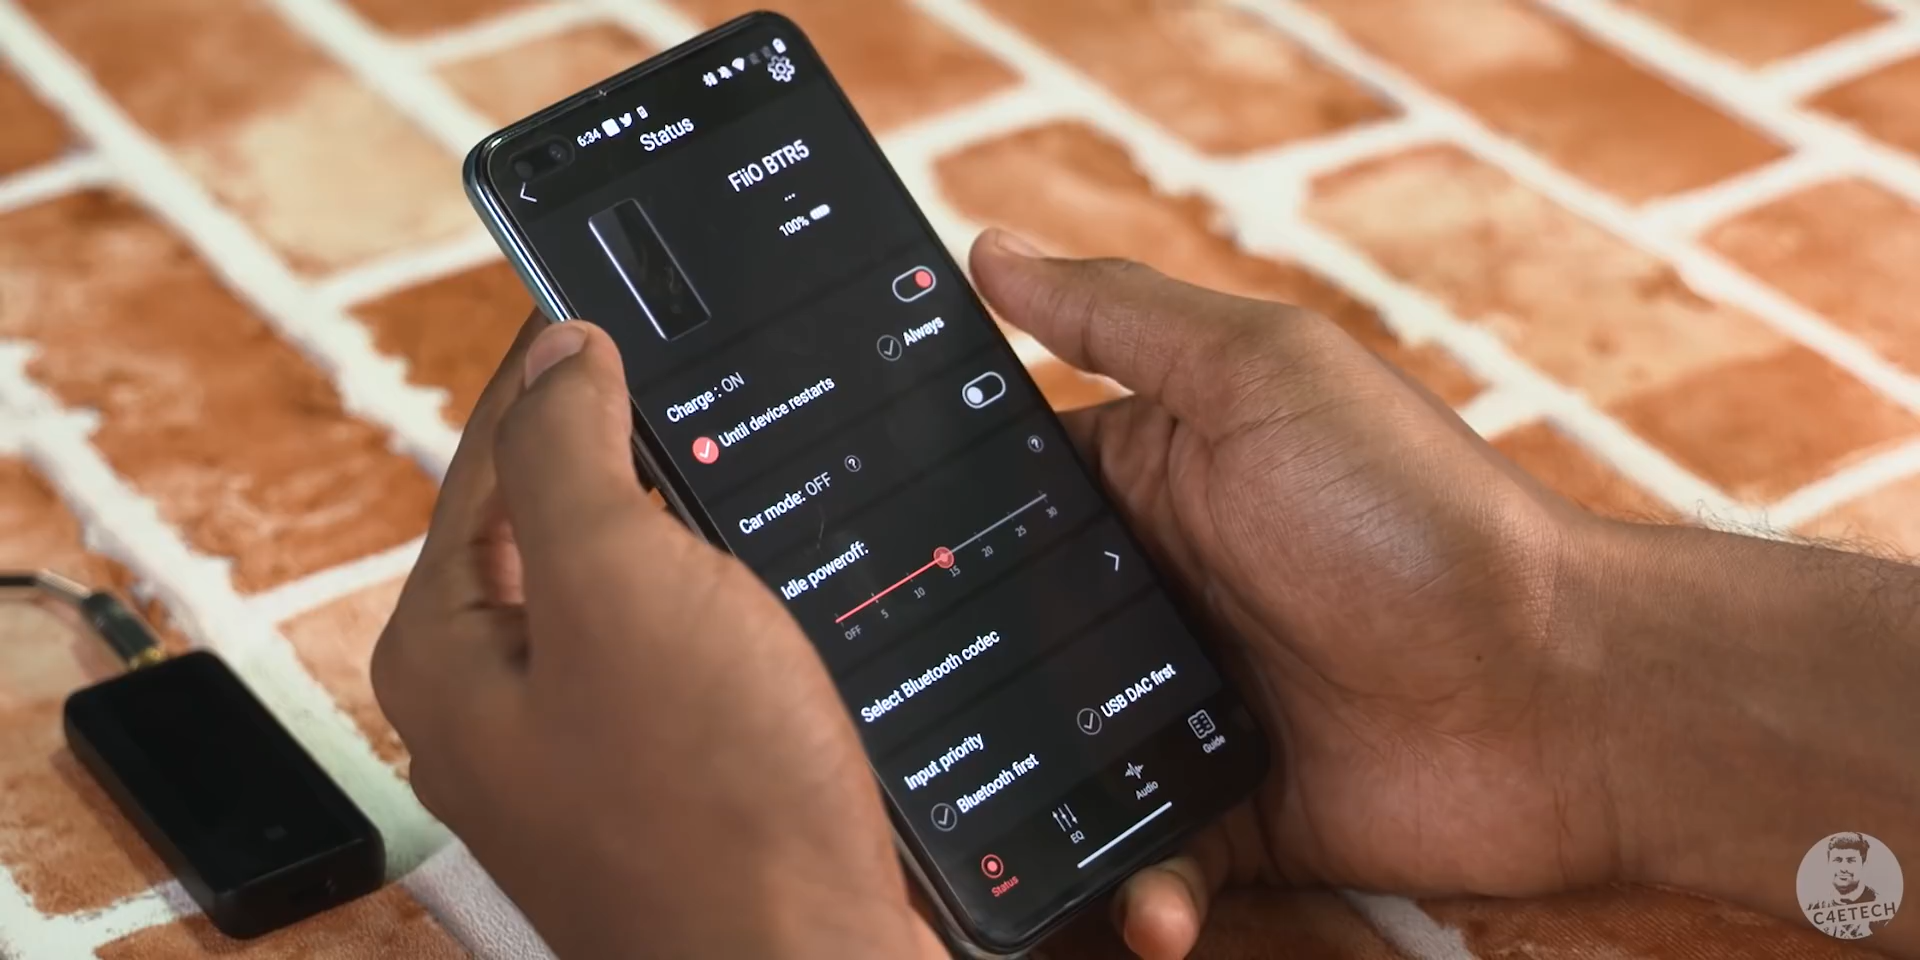 6:34
Status
FiiO BTR5
...
100%
Charge : ON
Until device restarts
Always
Car mode: OFF
?
Idle poweroff:
?
OFF 5 10 15 20 25 30
Select Bluetooth codec
Input priority
Bluetooth first
USB DAC first
Status
EQ
Audio
Guide
C4ETECH